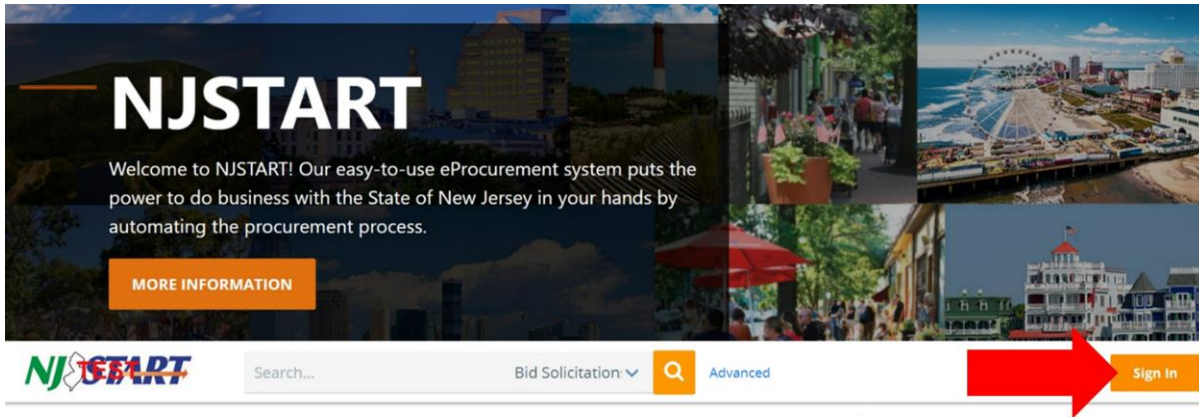 NJSTART
Welcome to NJSTART! Our easy-to-use eProcurement system puts the
power to do business with the State of New Jersey in your hands by
automating the procurement process.
MORE INFORMATION
NJSTART TEST
Search...
Bid Solicitation:
Advanced
Sign In